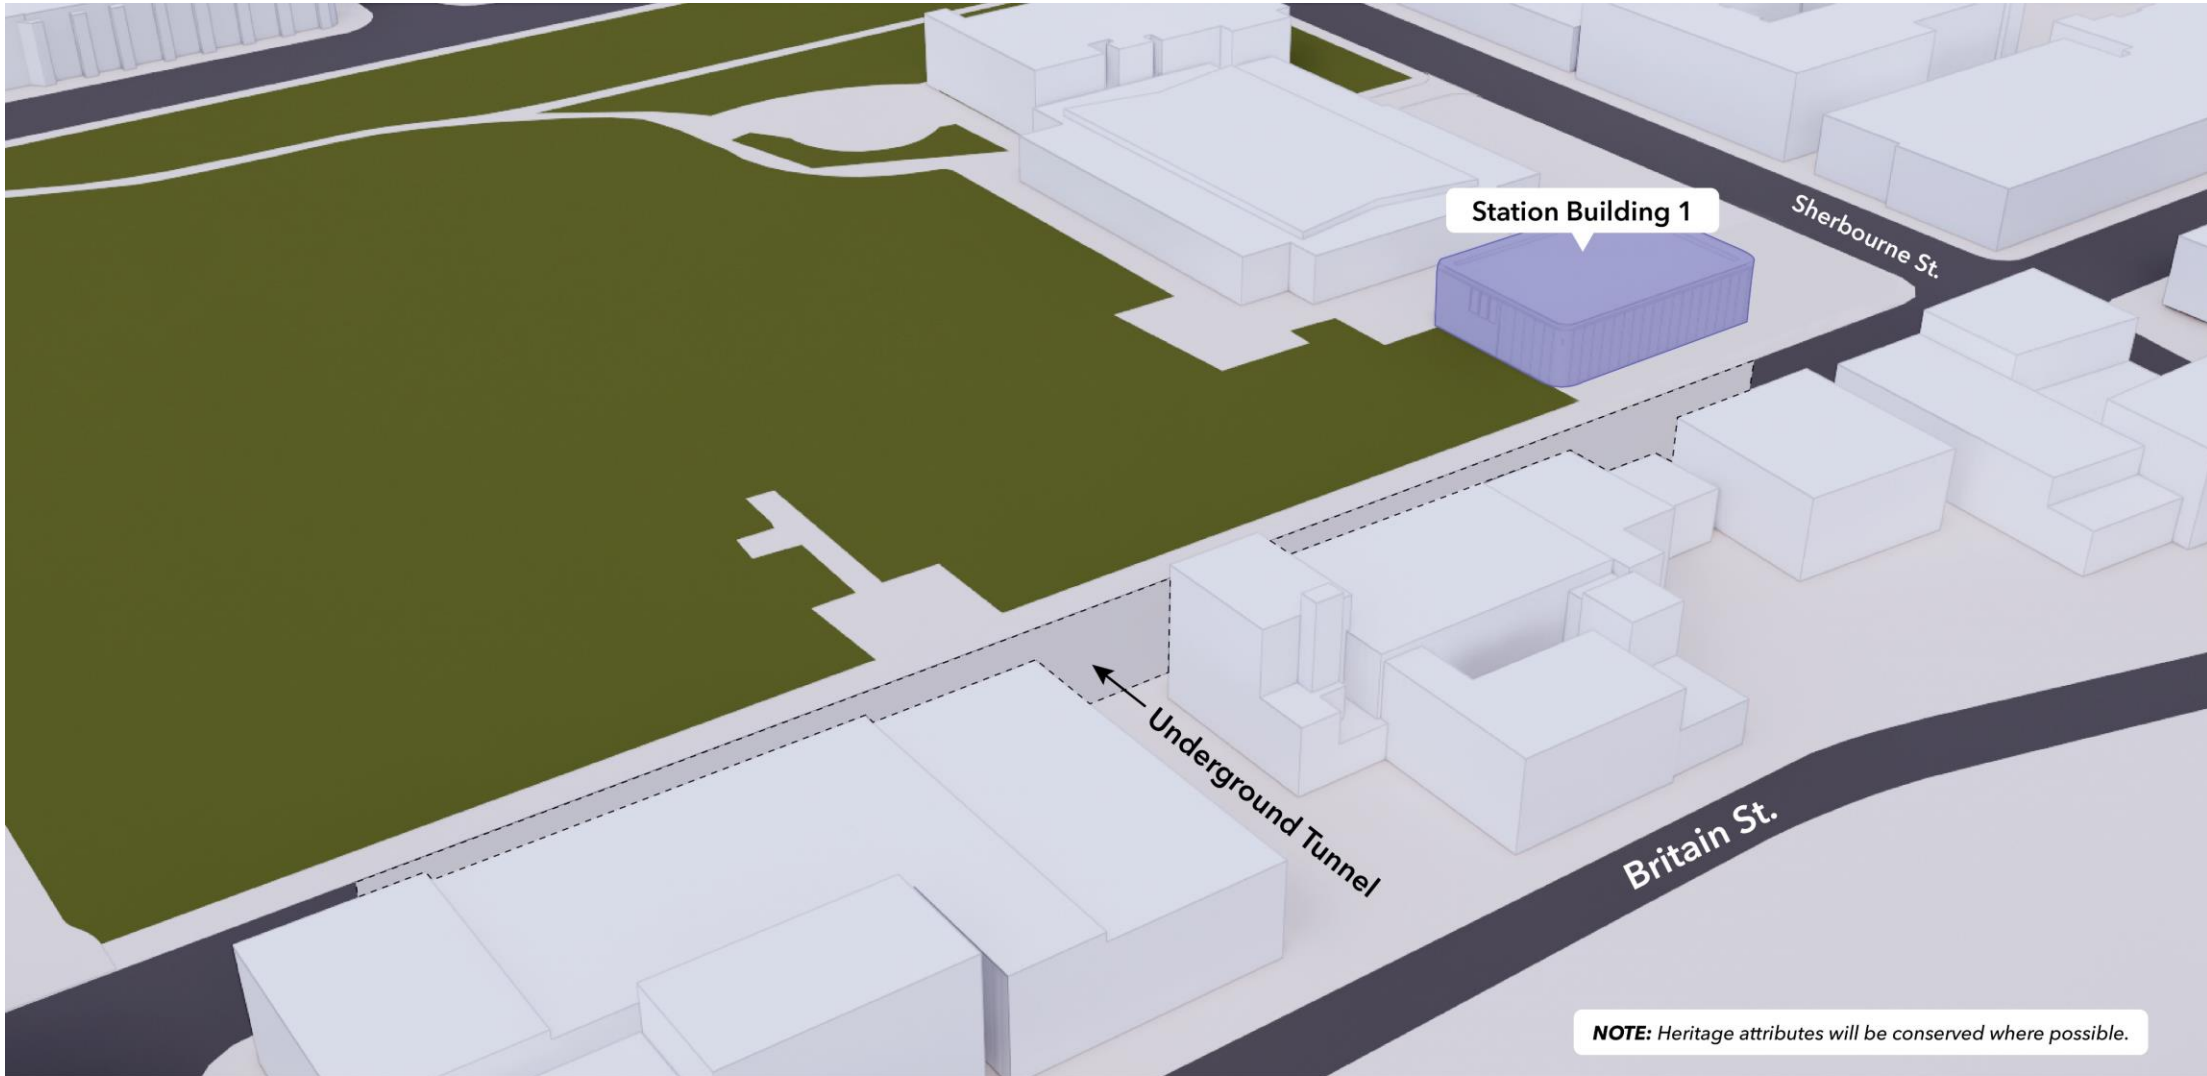 Station Building 1
Sherbourne St.
Underground Tunnel
Britain St.
NOTE: Heritage attributes will be conserved where possible.